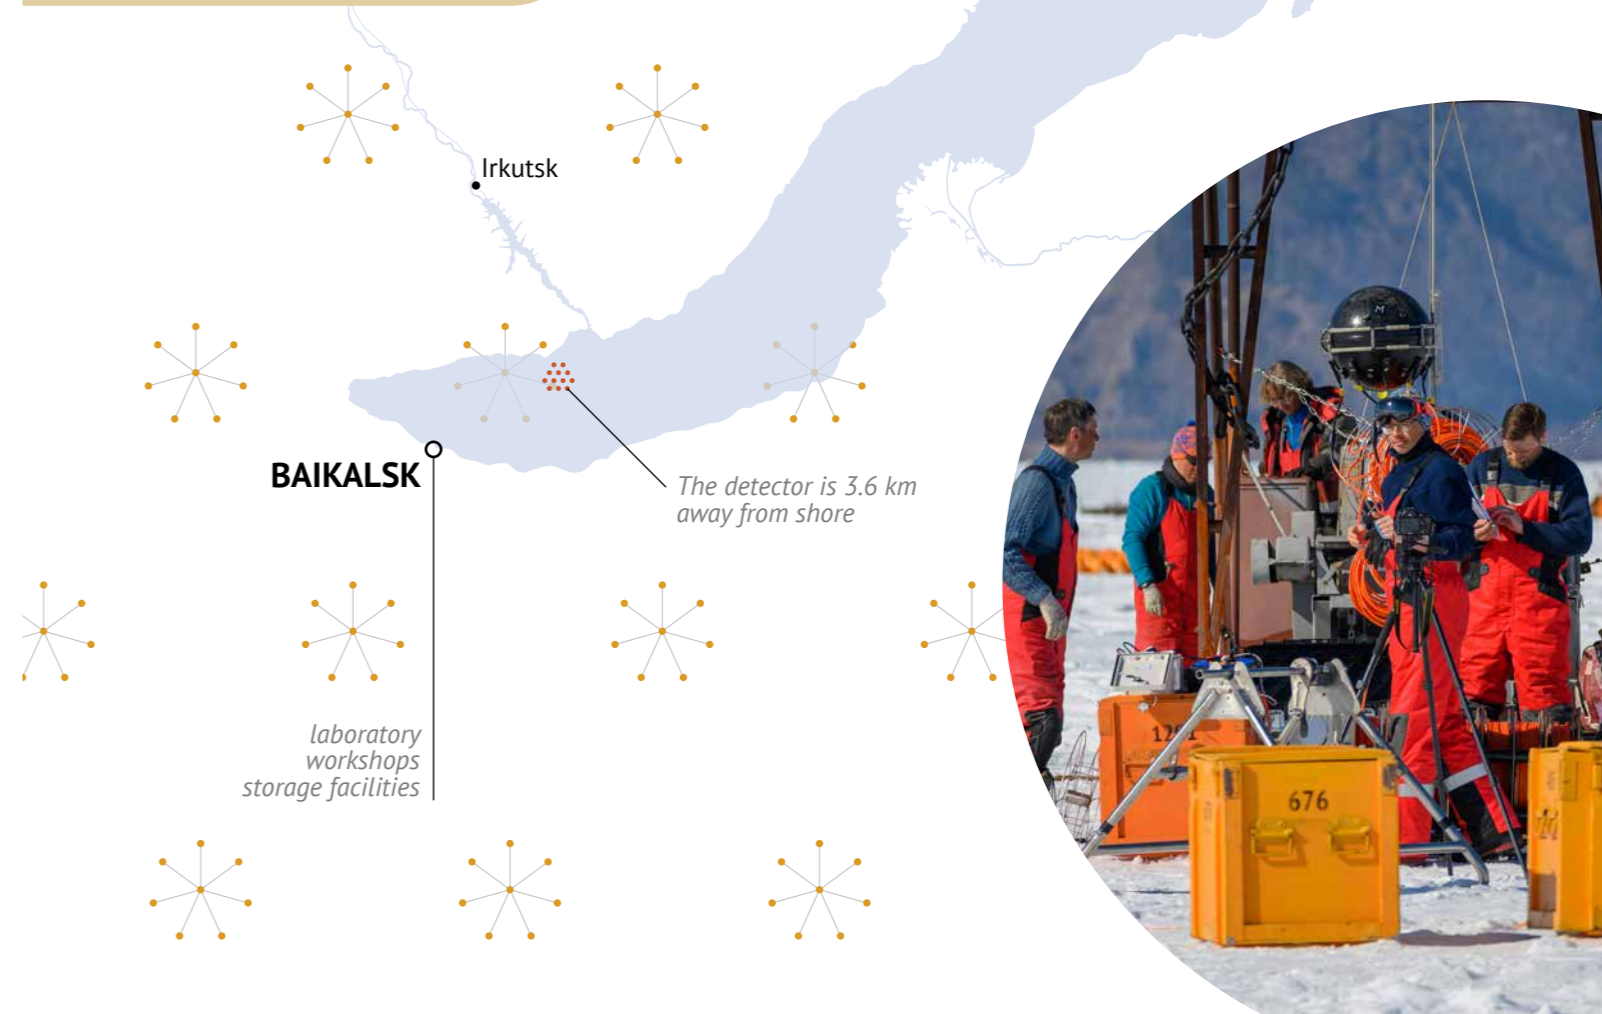 Irkutsk
BAIKALSK
The detector is 3.6 km
away from shore
laboratory
workshops
storage facilities
M
676